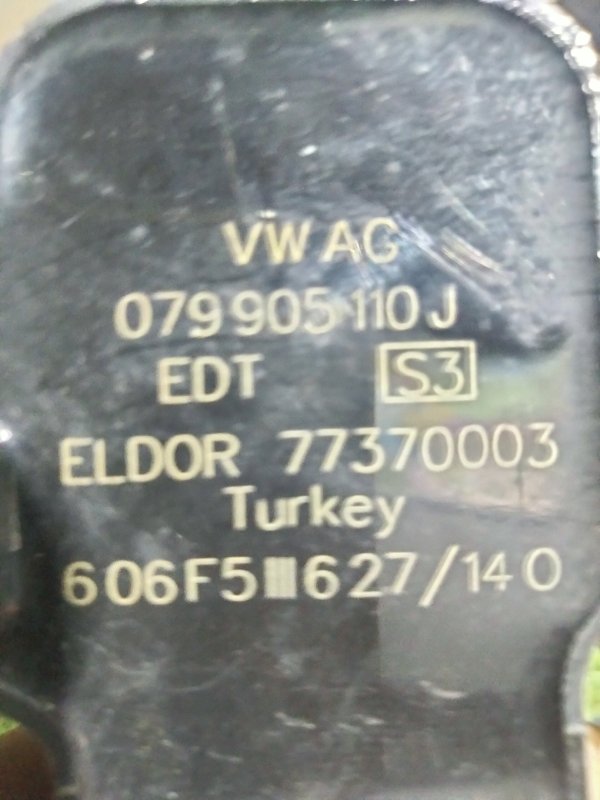 VW AG
079 905 110 J
EDT S3
ELDOR 77370003
Turkey
606F5 627/140